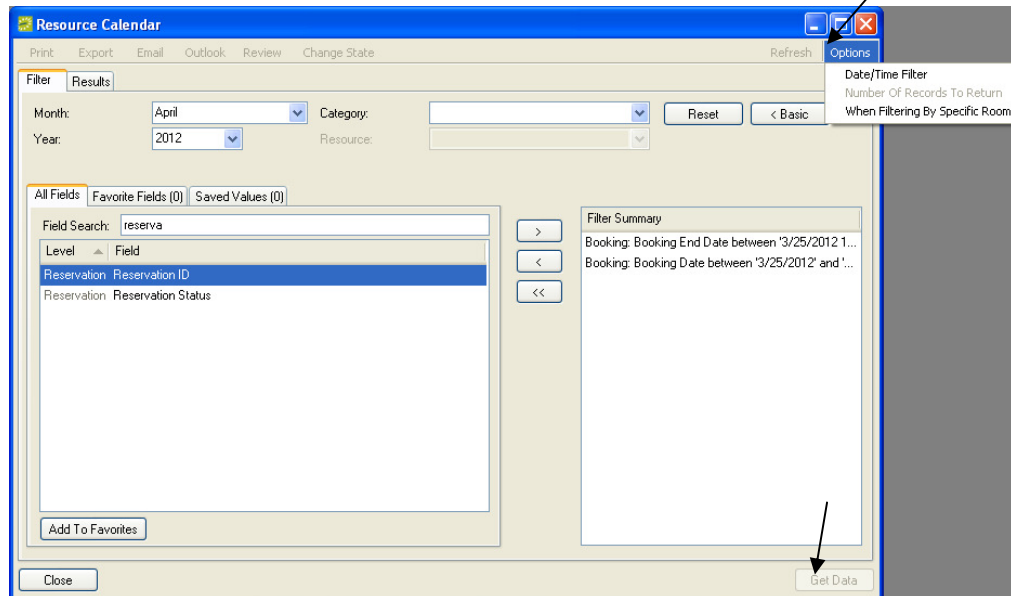 Resource Calendar
Print Export Email Outlook Review Change State Refresh Options
Date/Time Filter
Number Of Records To Return
When Filtering By Specific Room
Filter Results
Month: April Category: Reset < Basic
Year: 2012 Resource:
All Fields Favorite Fields (0) Saved Values (0)
Field Search: reserva
Level Field
Reservation Reservation ID
Reservation Reservation Status
>
<
<<
Filter Summary
Booking: Booking End Date between '3/25/2012 1...
Booking: Booking Date between '3/25/2012' and '...
Add To Favorites
Close Get Data